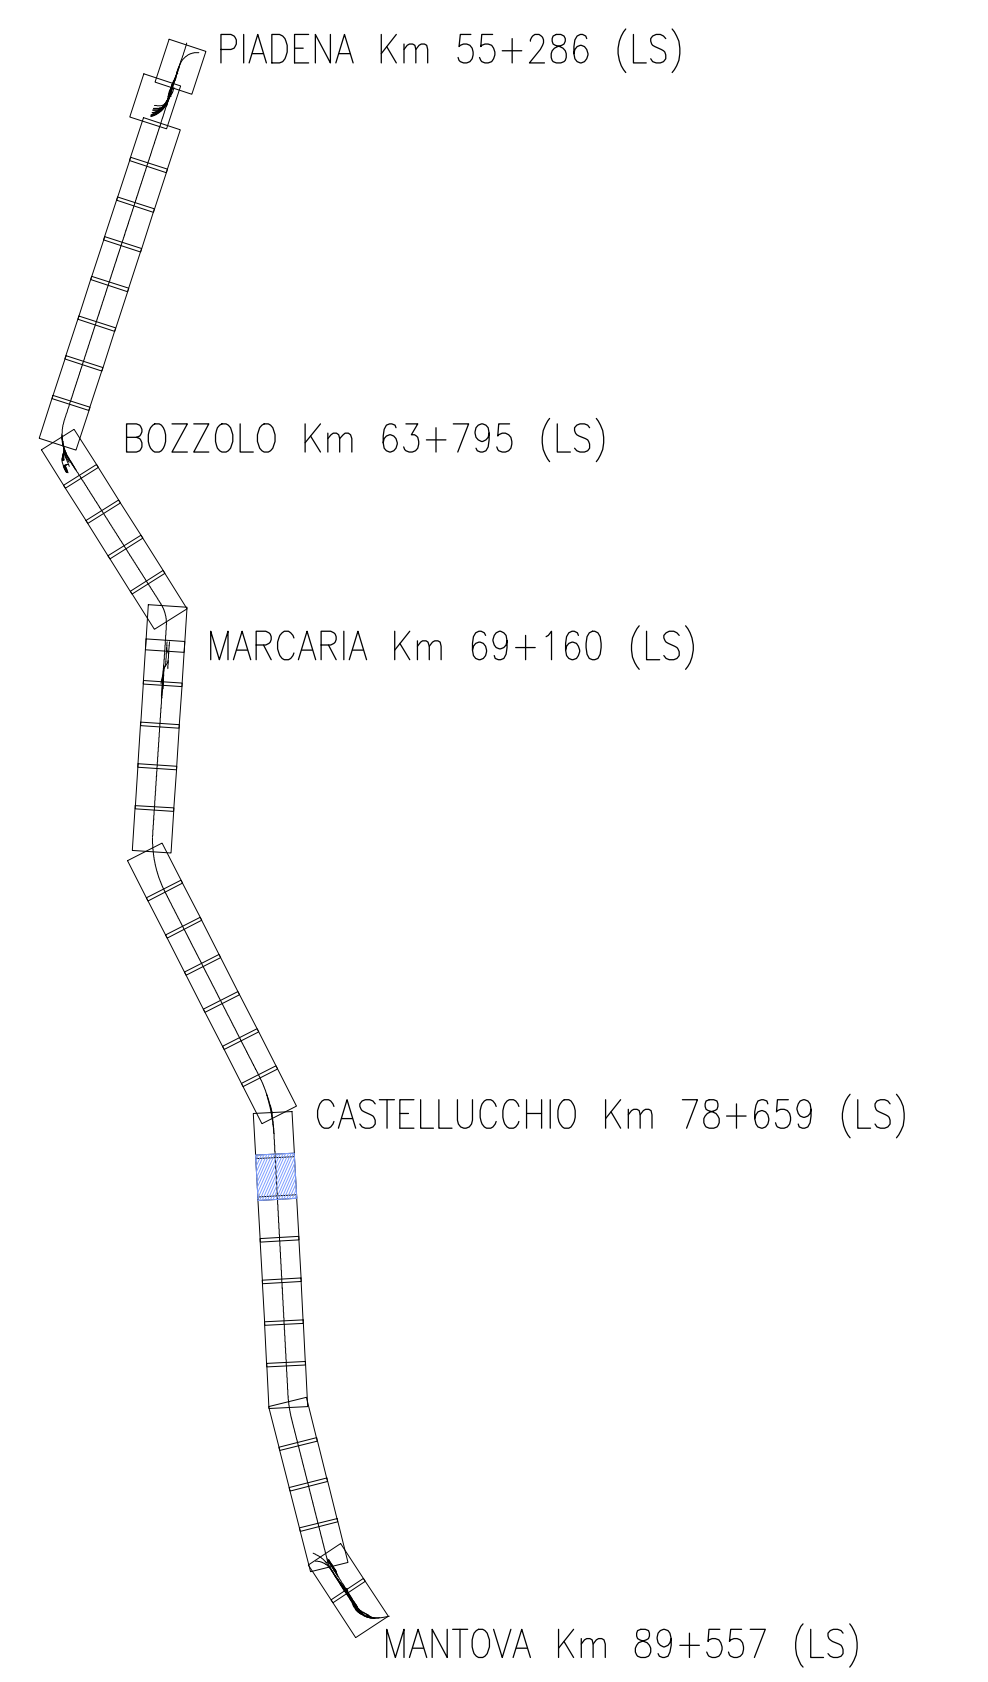 PIADENA Km 55+286 (LS)
BOZZOLO Km 63+795 (LS)
MARCARIA Km 69+160 (LS)
CASTELLUCCHIO Km 78+659 (LS)
MANTOVA Km 89+557 (LS)